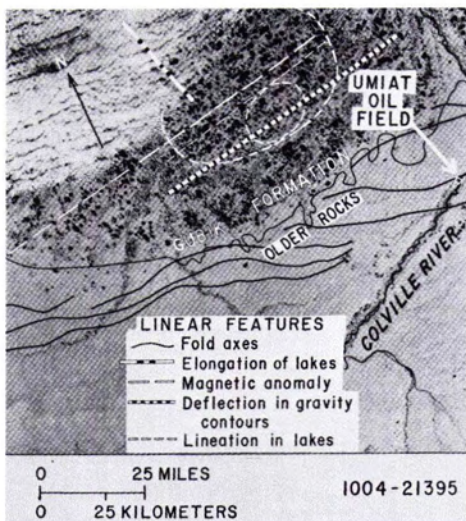 N
UMIAT
OIL
FIELD
GUBIK FORMATION
OLDER ROCKS
COLVILLE RIVER
LINEAR FEATURES
Fold axes
Elongation of lakes
Magnetic anomaly
Deflection in gravity
contours
Lineation in lakes
0 25 MILES
0 25 KILOMETERS
1004-21395